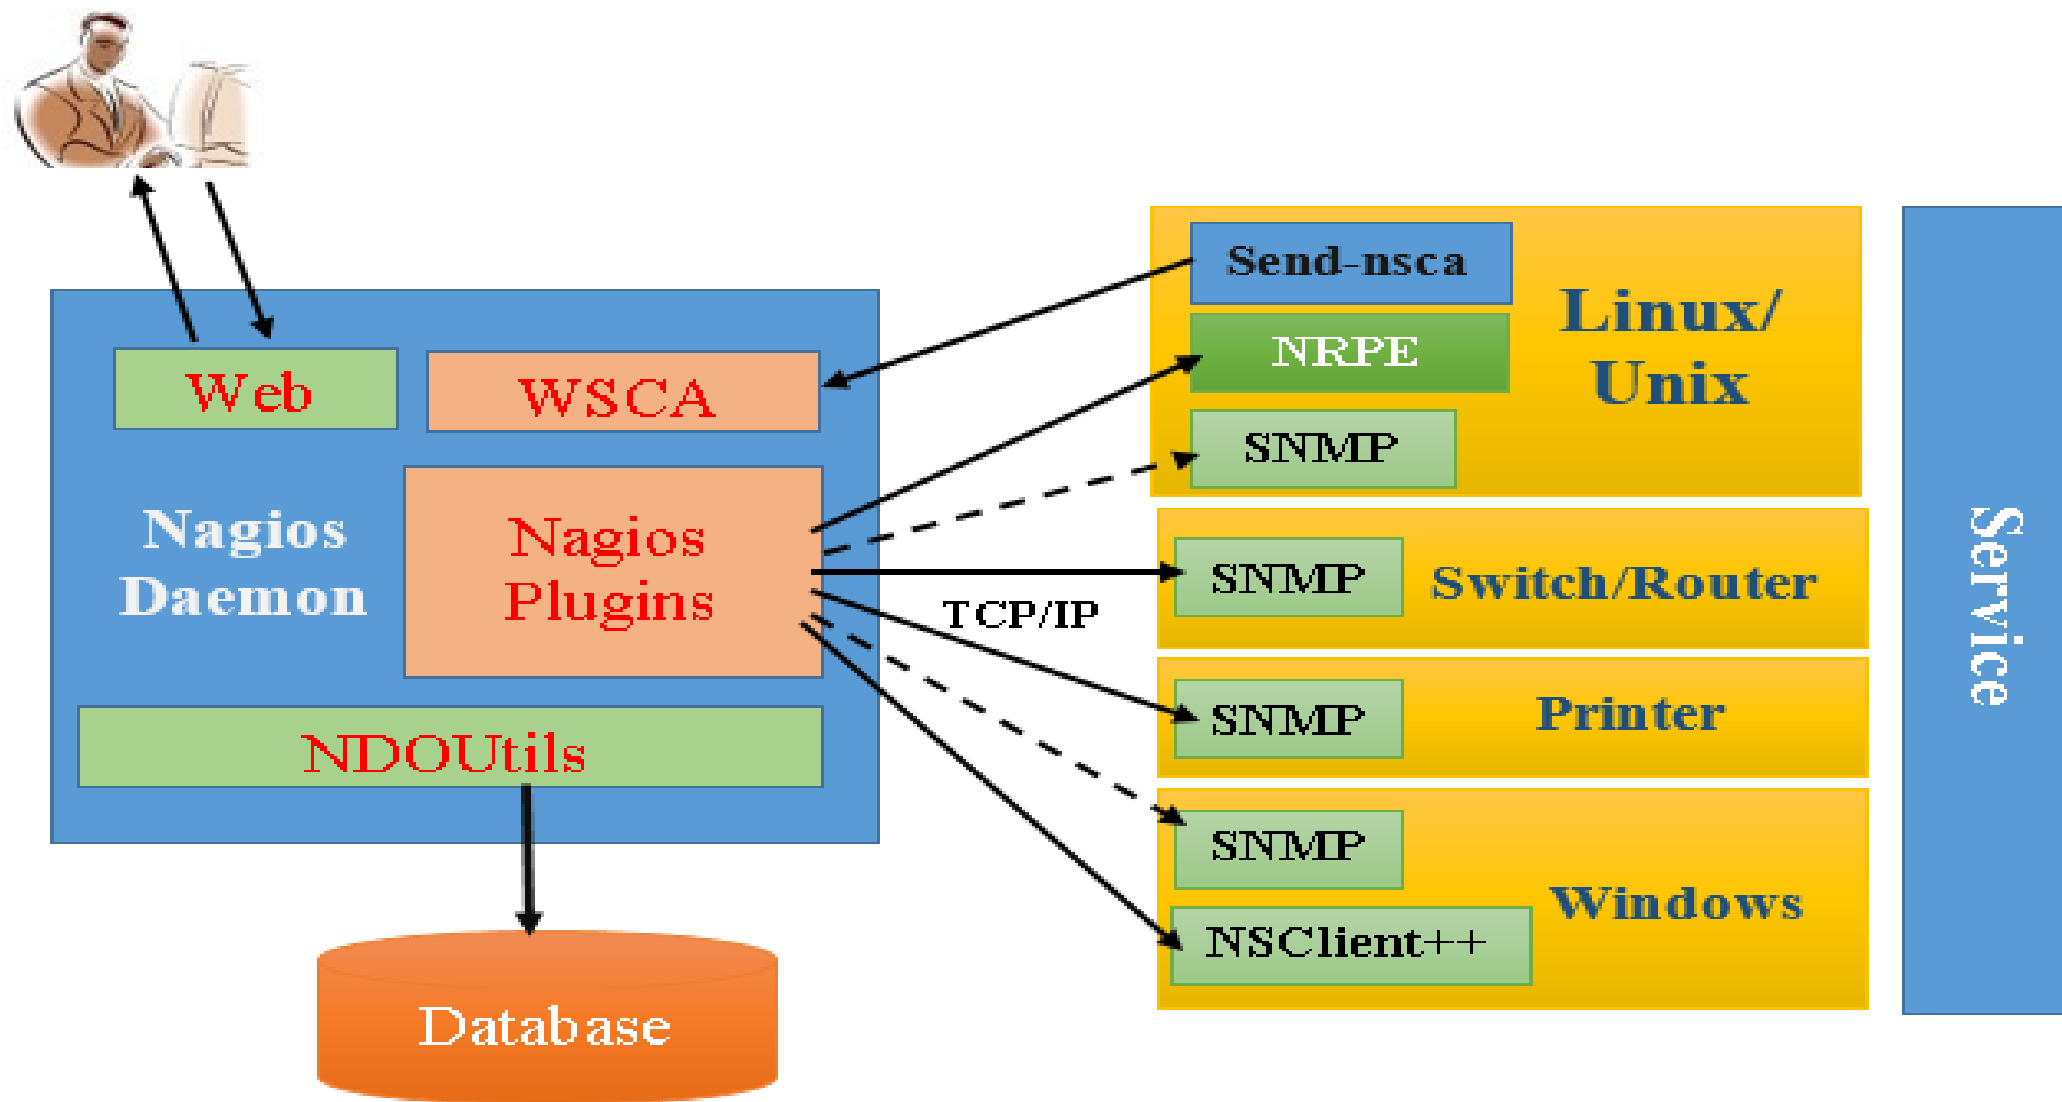 Web
WSCA
Nagios
Daemon
Nagios
Plugins
NDOUtils
Database
TCP/IP
Send-nsca
NRPE
SNMP
Linux/
Unix
SNMP
Switch/Router
SNMP
Printer
SNMP
NSClient++
Windows
Service